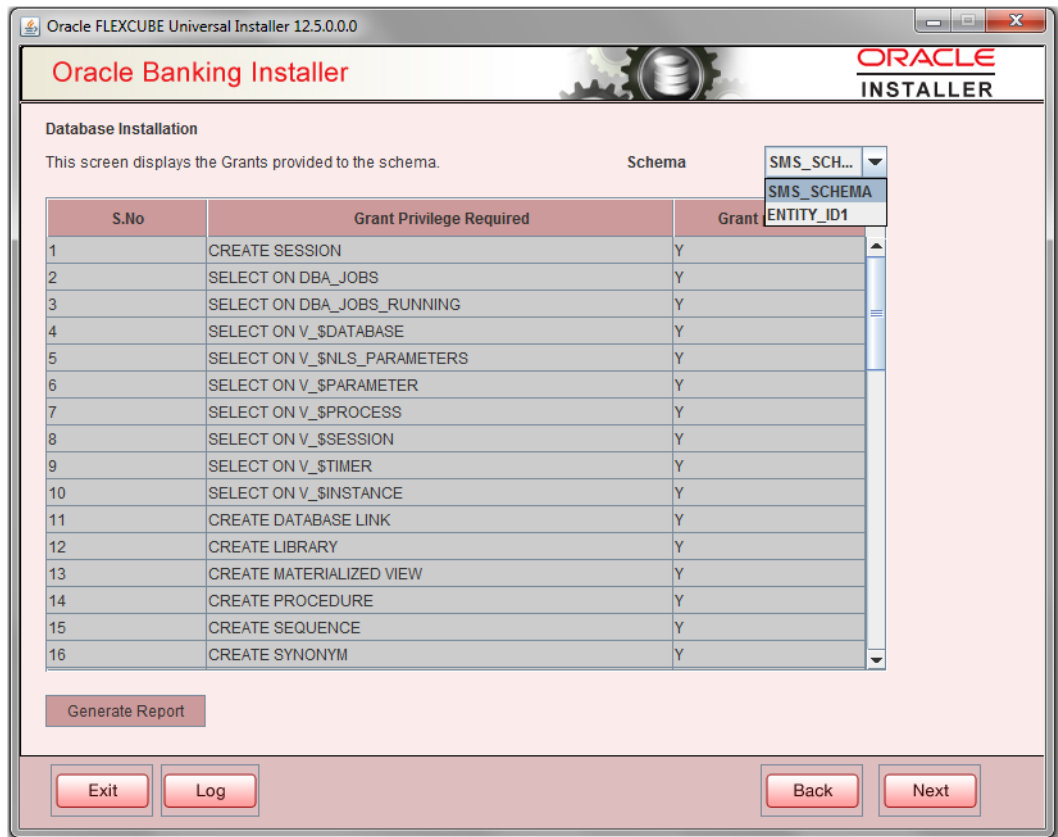 Oracle FLEXCUBE Universal Installer 12.5.0.0.0
Oracle Banking Installer
ORACLE
INSTALLER
Database Installation
This screen displays the Grants provided to the schema.
Schema
SMS_SCH...
SMS_SCHEMA
ENTITY_ID1
S.No Grant Privilege Required Grant
1 CREATE SESSION Y
2 SELECT ON DBA_JOBS Y
3 SELECT ON DBA_JOBS_RUNNING Y
4 SELECT ON V_$DATABASE Y
5 SELECT ON V_$NLS_PARAMETERS Y
6 SELECT ON V_$PARAMETER Y
7 SELECT ON V_$PROCESS Y
8 SELECT ON V_$SESSION Y
9 SELECT ON V_$TIMER Y
10 SELECT ON V_$INSTANCE Y
11 CREATE DATABASE LINK Y
12 CREATE LIBRARY Y
13 CREATE MATERIALIZED VIEW Y
14 CREATE PROCEDURE Y
15 CREATE SEQUENCE Y
16 CREATE SYNONYM Y
Generate Report
Exit Log Back Next